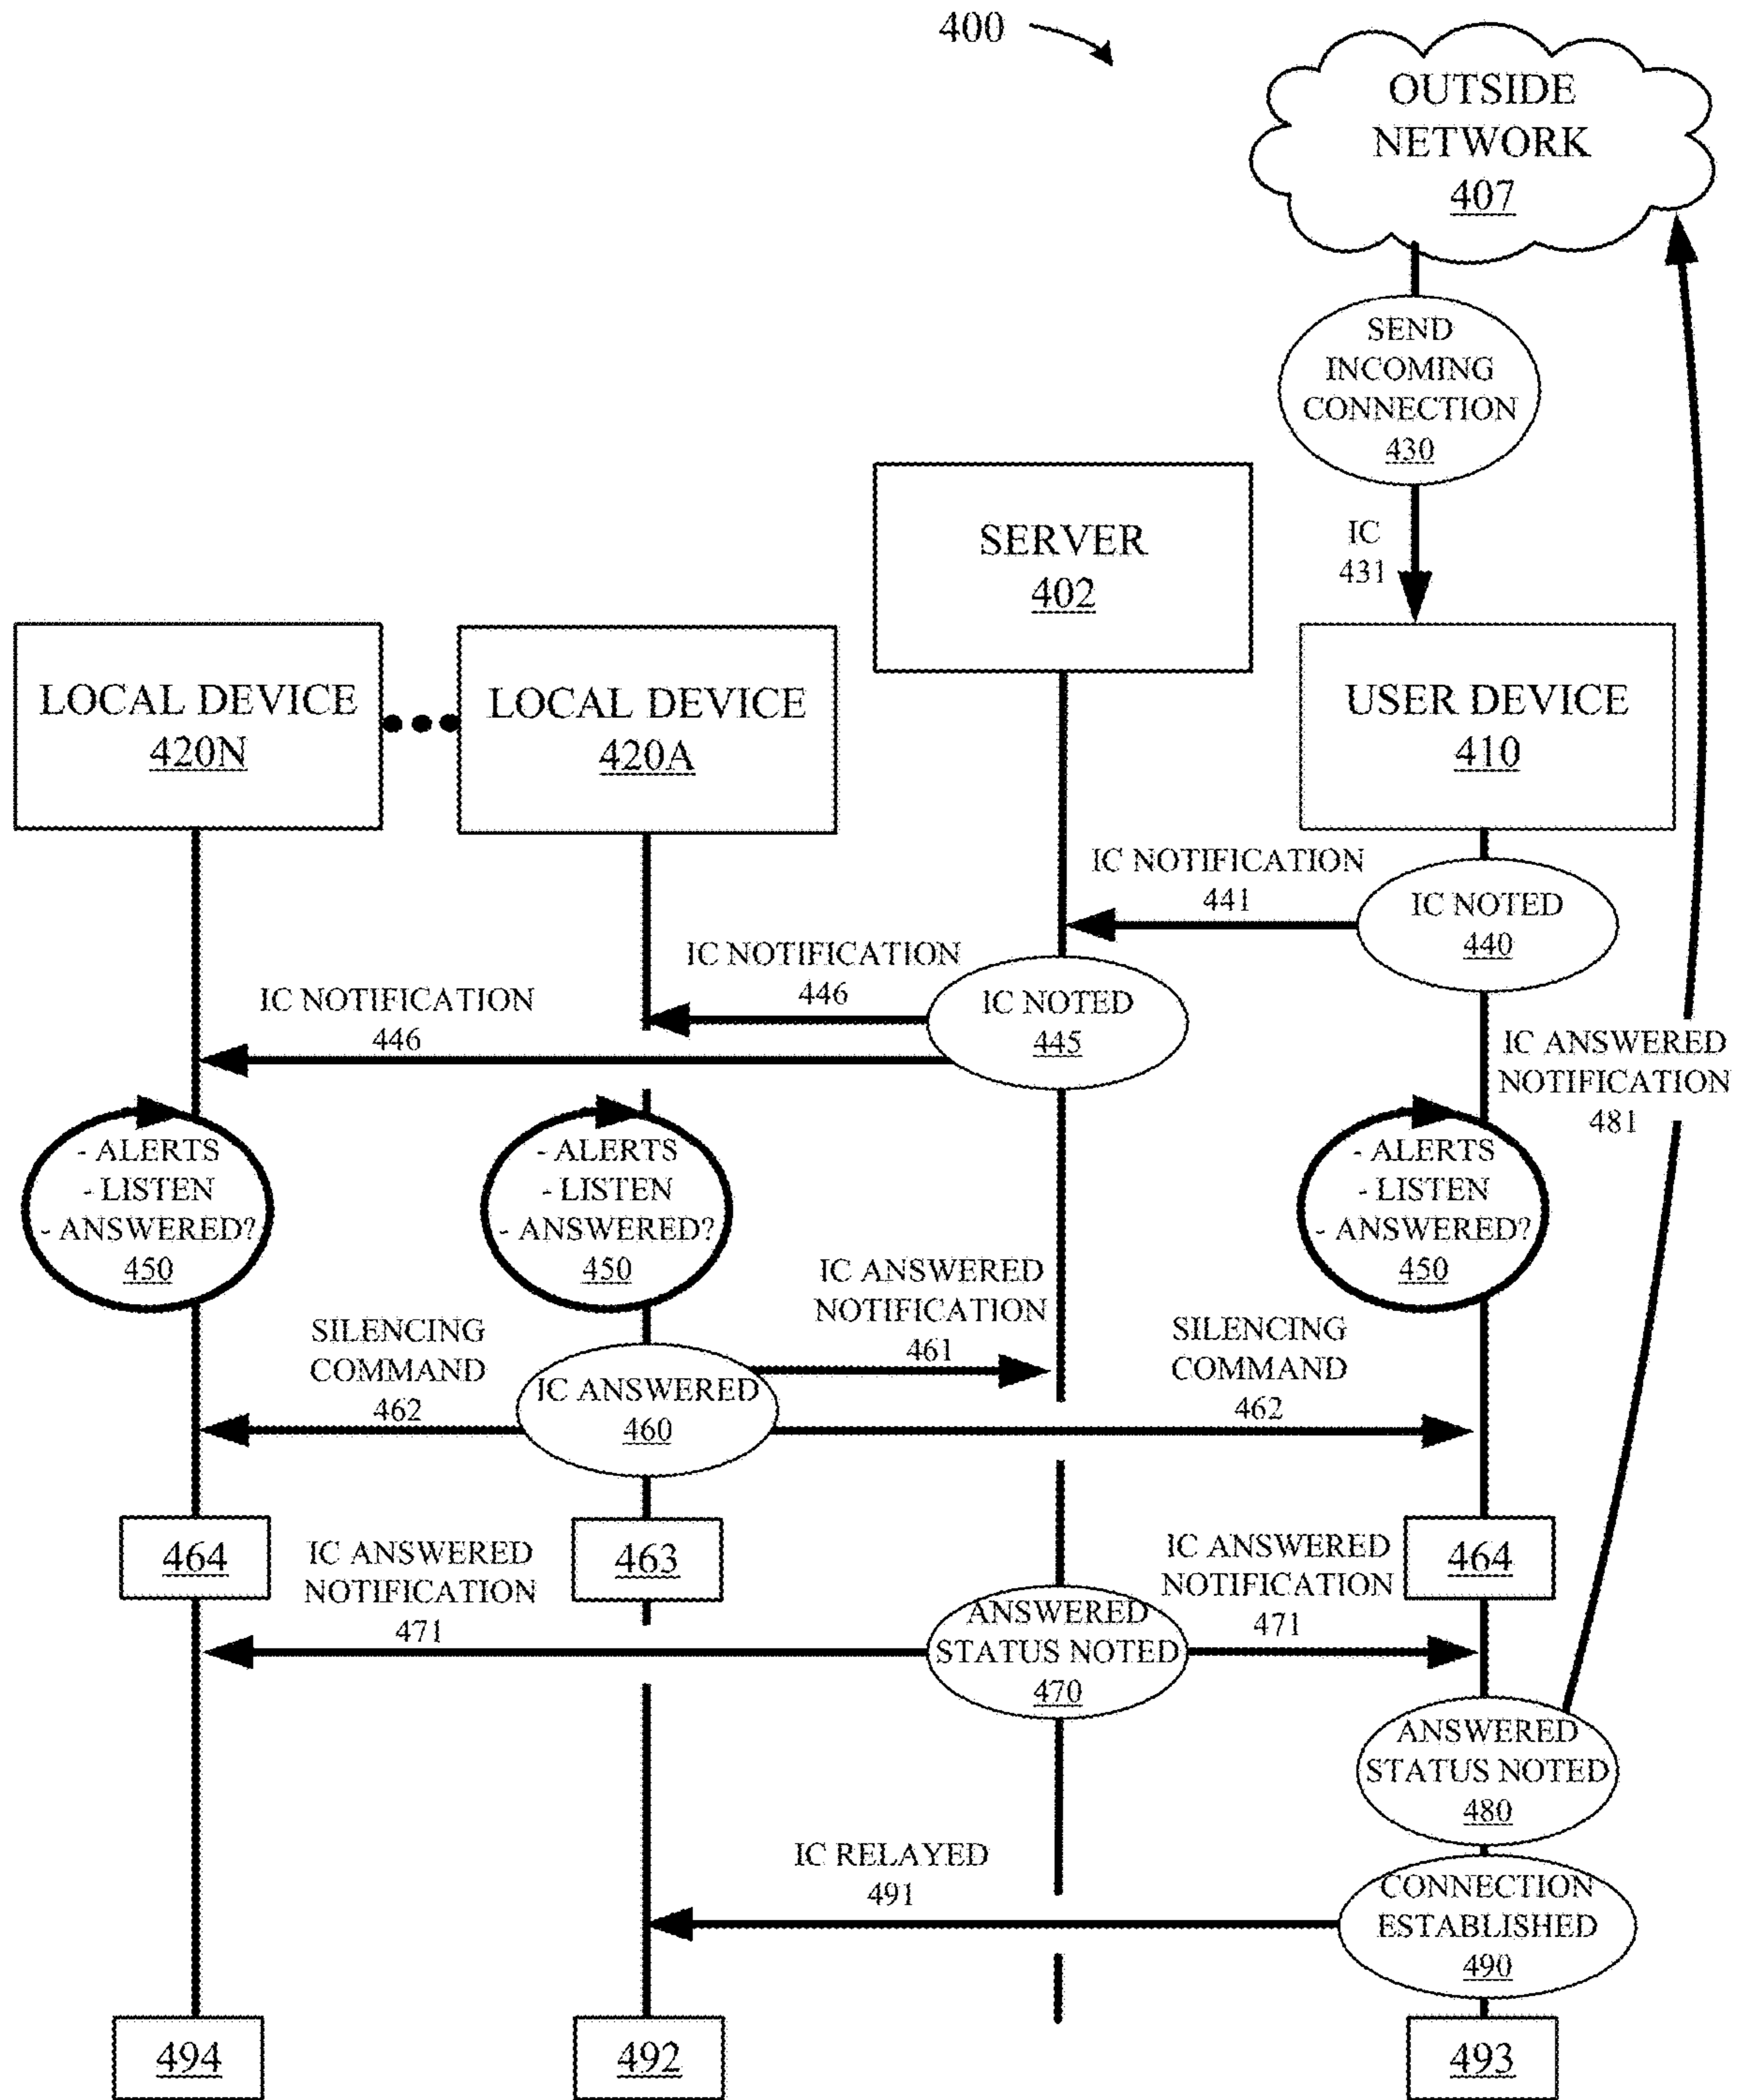 400
OUTSIDE
NETWORK
407
SEND
INCOMING
CONNECTION
430
IC
431
SERVER
402
LOCAL DEVICE
420N
LOCAL DEVICE
420A
USER DEVICE
410
IC NOTIFICATION
441
IC NOTED
440
IC NOTIFICATION
446
IC NOTIFICATION
446
IC NOTED
445
IC ANSWERED
NOTIFICATION
481
- ALERTS
- LISTEN
- ANSWERED?
450
- ALERTS
- LISTEN
- ANSWERED?
450
- ALERTS
- LISTEN
- ANSWERED?
450
IC ANSWERED
NOTIFICATION
461
SILENCING
COMMAND
462
IC ANSWERED
460
SILENCING
COMMAND
462
464
463
464
IC ANSWERED
NOTIFICATION
471
ANSWERED
STATUS NOTED
470
IC ANSWERED
NOTIFICATION
471
ANSWERED
STATUS NOTED
480
IC RELAYED
491
CONNECTION
ESTABLISHED
490
494
492
493